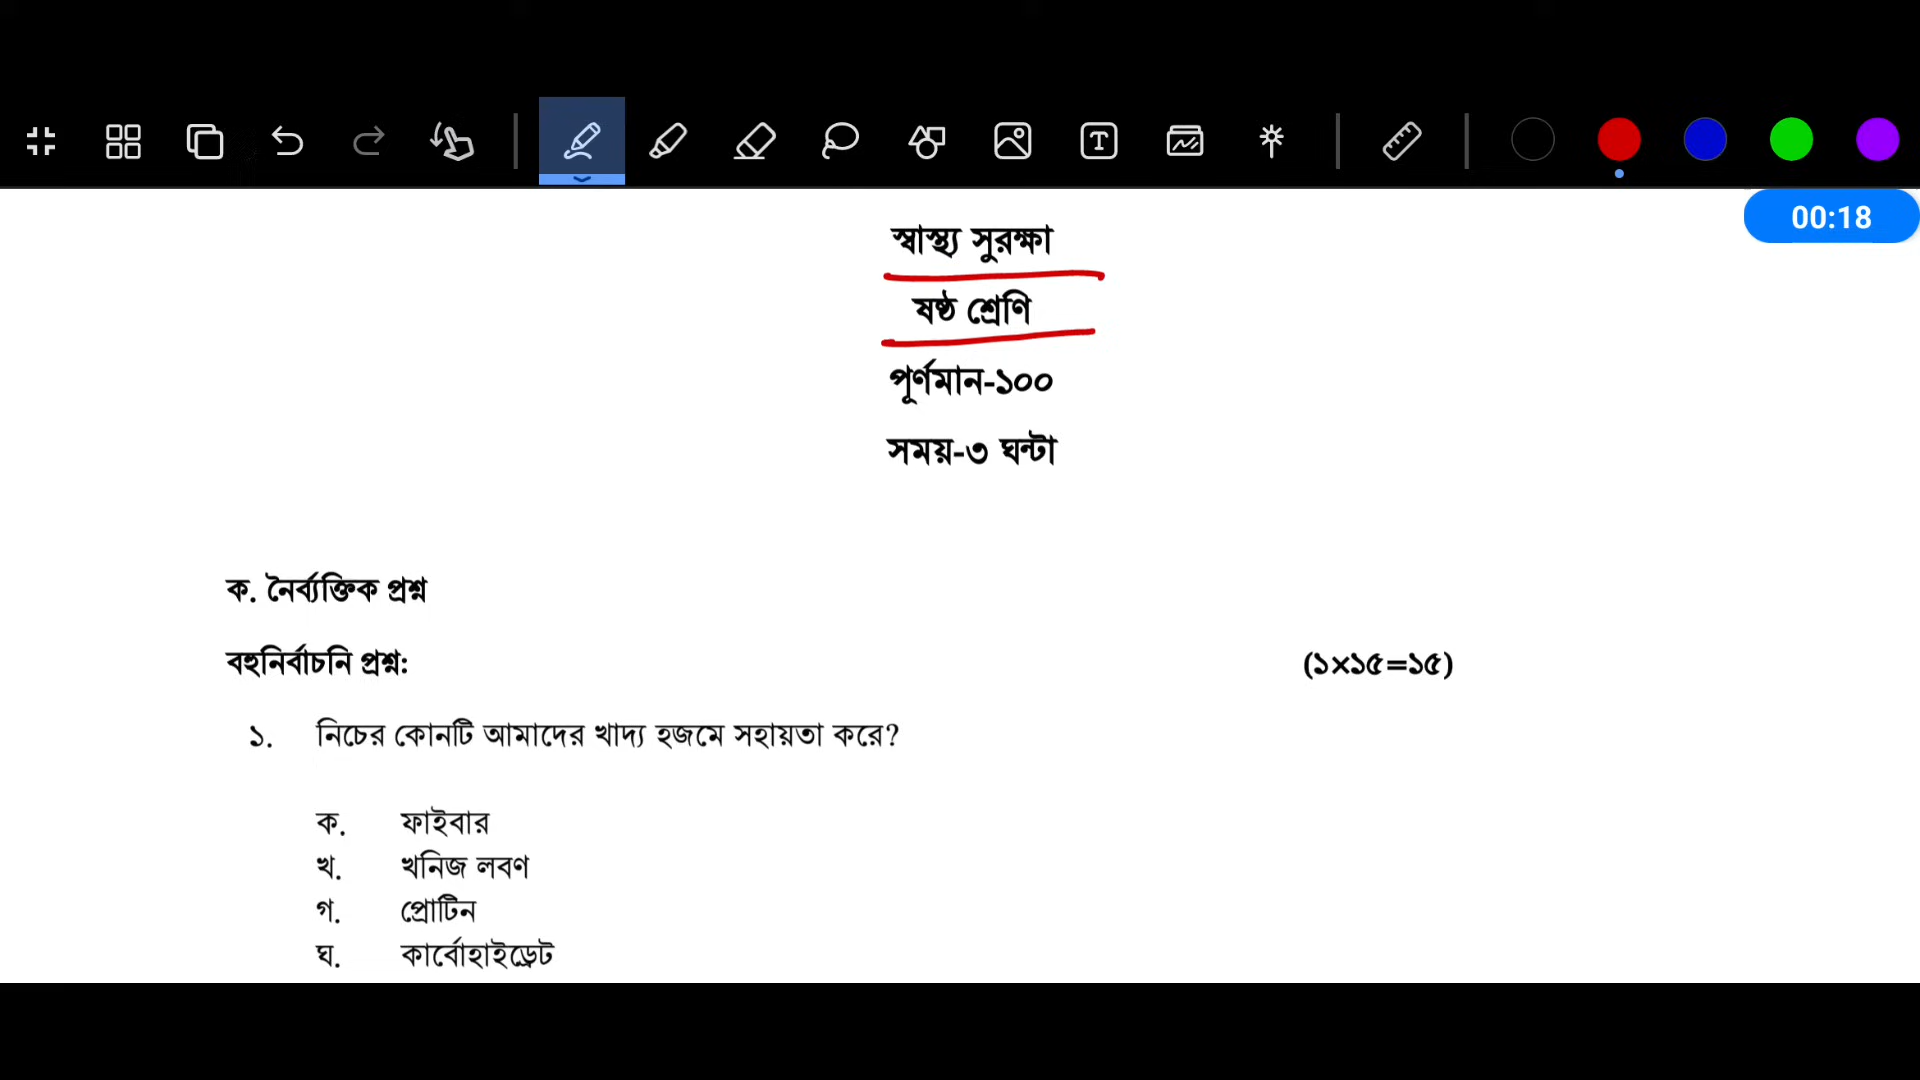 00:18
স্বাস্থ্য সুরক্ষা
ষষ্ঠ শ্রেণি
পূর্ণমান-১০০
সময়-৩ ঘন্টা
ক. নৈর্ব্যক্তিক প্রশ্ন
বহুনির্বাচনি প্রশ্ন: (১×১৫=১৫)
১. নিচের কোনটি আমাদের খাদ্য হজমে সহায়তা করে?
ক. ফাইবার
খ. খনিজ লবণ
গ. প্রোটিন
ঘ. কার্বোহাইড্রেট